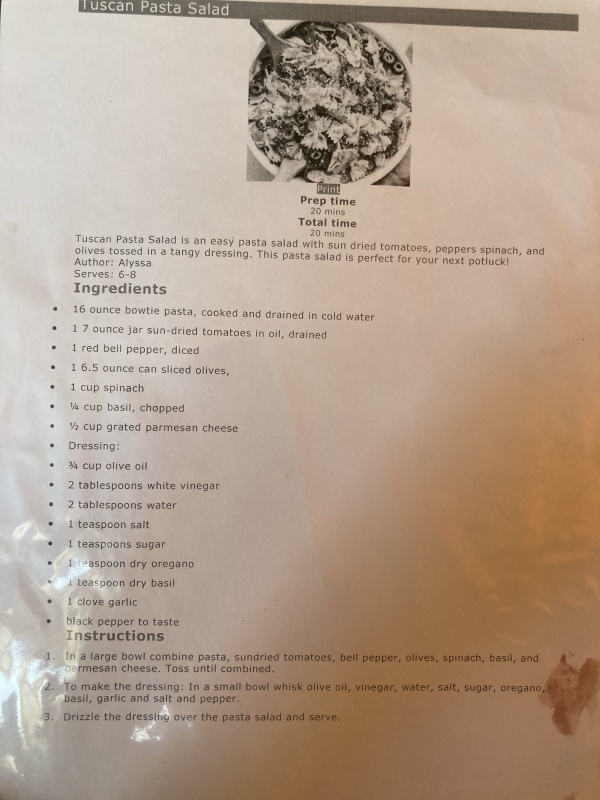 Tuscan Pasta Salad
Print
Prep time
20 mins
Total time
20 mins
Tuscan Pasta Salad is an easy pasta salad with sun dried tomatoes, peppers spinach, and
olives tossed in a tangy dressing. This pasta salad is perfect for your next potluck!
Author: Alyssa
Serves: 6-8
Ingredients
• 16 ounce bowtie pasta, cooked and drained in cold water
• 1 7 ounce jar sun-dried tomatoes in oil, drained
• 1 red bell pepper, diced
• 1 6.5 ounce can sliced olives,
• 1 cup spinach
• ¼ cup basil, chopped
• ½ cup grated parmesan cheese
• Dressing:
• ¾ cup olive oil
• 2 tablespoons white vinegar
• 2 tablespoons water
• 1 teaspoon salt
• 1 teaspoons sugar
• 1 teaspoon dry oregano
• 1 teaspoon dry basil
• 1 clove garlic
• black pepper to taste
Instructions
1. In a large bowl combine pasta, sundried tomatoes, bell pepper, olives, spinach, basil, and
parmesan cheese. Toss until combined.
2. To make the dressing: In a small bowl whisk olive oil, vinegar, water, salt, sugar, oregano,
basil, garlic and salt and pepper.
3. Drizzle the dressing over the pasta salad and serve.